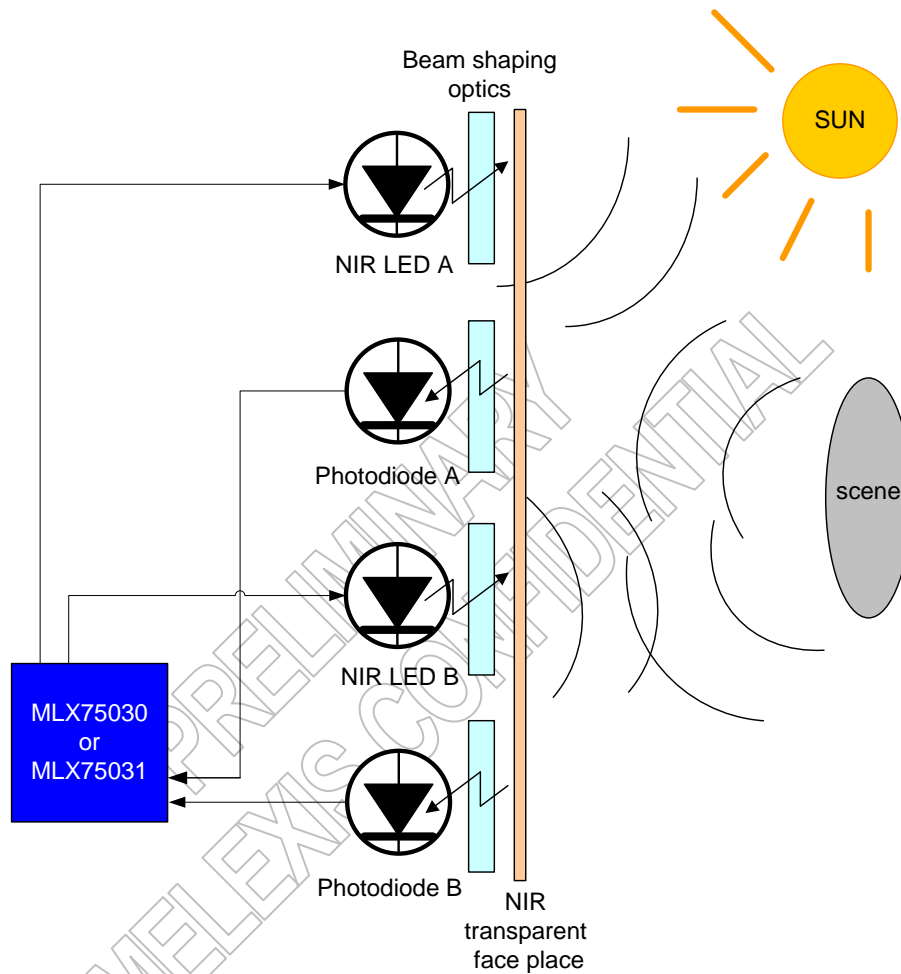 Beam shaping
optics
SUN
NIR LED A
Photodiode A
scene
NIR LED B
MLX75030
or
MLX75031
Photodiode B
NIR
transparent
face place
PRELIMINARY
MELEXIS CONFIDENTIAL